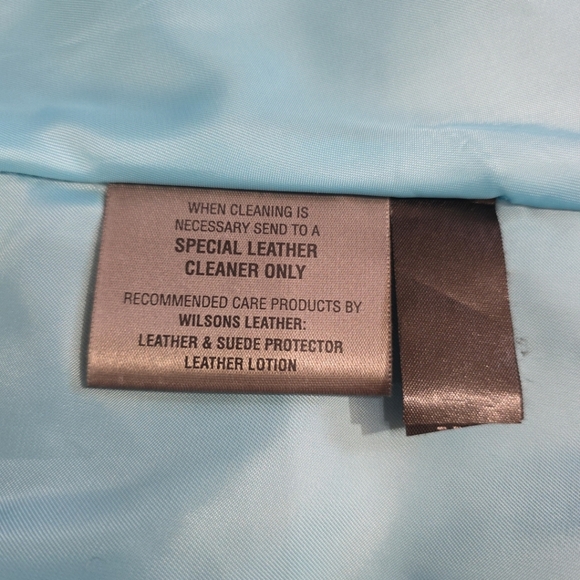 WHEN CLEANING IS
NECESSARY SEND TO A
SPECIAL LEATHER
CLEANER ONLY
RECOMMENDED CARE PRODUCTS BY
WILSONS LEATHER:
LEATHER & SUEDE PROTECTOR
LEATHER LOTION